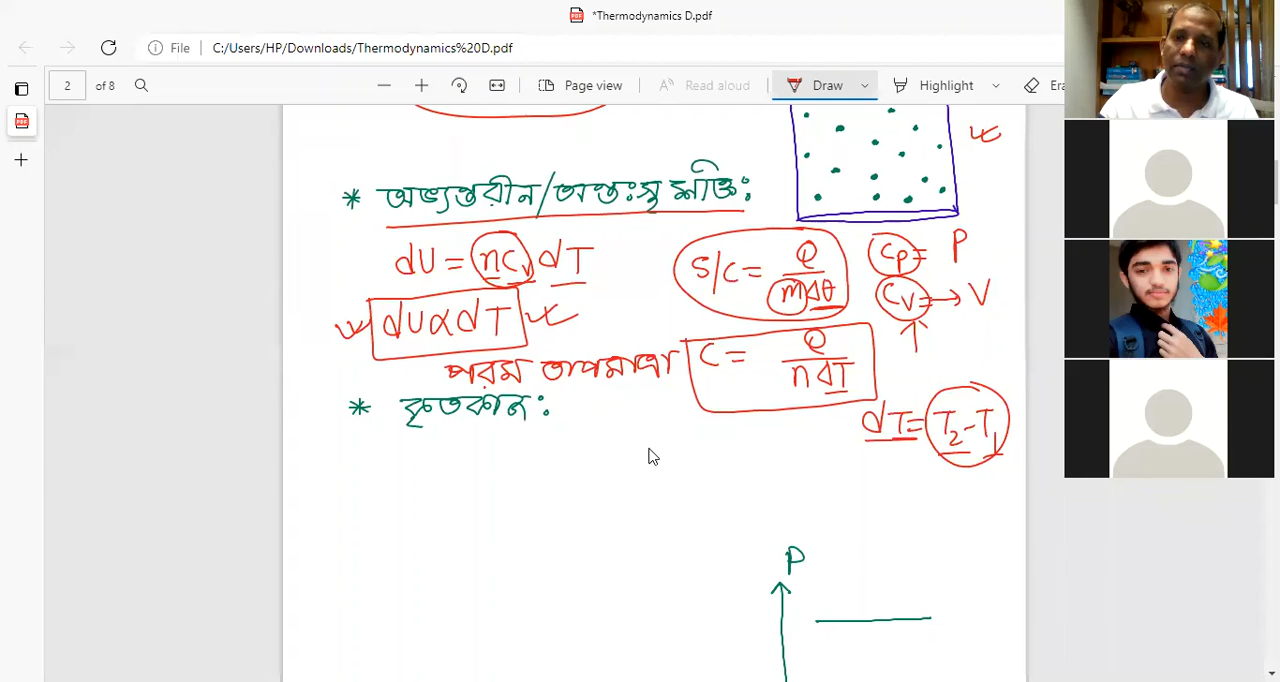 *Thermodynamics D.pdf
File C:/Users/HP/Downloads/Thermodynamics%20D.pdf
2 of 8 Page view Read aloud Draw Highlight Era
* অভ্যন্তরীন/অন্তঃস্থ শক্তি:
dU = nCv dT
S/C = Q / mΔθ
Cp = P
Cv → V
dU α dT
C = Q / nΔT
পরম তাপমাত্রা
* কৃতকাজ:
dT = T2 - T1
P